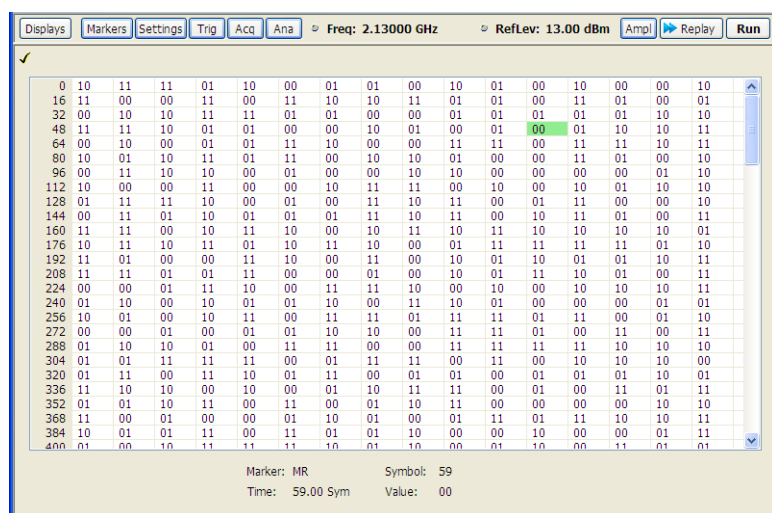 Displays Markers Settings Trig Acq Ana Freq: 2.13000 GHz RefLev: 13.00 dBm Ampl Replay Run
0 10 11 11 01 10 00 01 01 00 10 01 00 10 00 00 10
16 11 00 00 11 00 11 10 10 11 01 01 00 11 01 00 01
32 00 10 10 11 11 01 01 00 00 01 01 01 01 01 10 10
48 11 11 10 01 01 00 00 10 01 00 01 00 01 10 10 11
64 00 10 00 01 01 11 10 00 00 11 11 00 11 11 10 11
80 10 01 10 11 01 11 00 10 10 01 00 00 11 01 00 10
96 00 11 10 10 00 01 00 00 10 10 00 00 00 00 01 10
112 10 00 00 11 00 00 10 11 11 00 10 00 10 01 10 10
128 01 11 11 10 00 01 00 11 10 11 00 01 11 00 00 10
144 00 11 01 10 01 01 01 11 10 11 00 10 11 01 00 11
160 11 11 00 10 11 10 00 10 11 10 11 10 10 10 10 01
176 10 11 10 11 01 10 11 10 00 01 11 11 11 11 01 10
192 11 01 00 00 11 10 00 11 00 10 01 10 01 01 10 11
208 11 11 01 01 11 00 00 01 00 10 01 11 10 01 00 11
224 00 00 01 11 10 00 11 11 10 00 10 00 10 10 10 11
240 01 10 00 10 01 01 10 00 11 10 01 00 00 00 01 01
256 10 01 00 10 11 00 11 11 01 11 11 01 11 00 01 10
272 00 00 01 00 01 01 10 10 00 11 11 01 00 11 00 11
288 01 10 10 01 00 11 11 00 00 11 11 11 11 10 10 10
304 01 01 11 11 11 00 01 11 11 00 11 00 10 10 10 00
320 01 11 00 11 10 01 11 00 01 01 00 01 01 01 10 01
336 11 10 10 00 10 00 01 10 11 11 00 01 00 11 01 11
352 01 01 10 11 00 11 00 01 10 11 00 00 00 00 10 10
368 11 00 01 00 00 01 10 01 00 01 11 01 11 10 10 11
384 10 01 01 11 00 11 01 01 10 00 00 10 00 00 01 11
400 01 00 10 11 11 11 10 01 10 00 01 10 00 11 01 01
Marker: MR Symbol: 59
Time: 59.00 Sym Value: 00